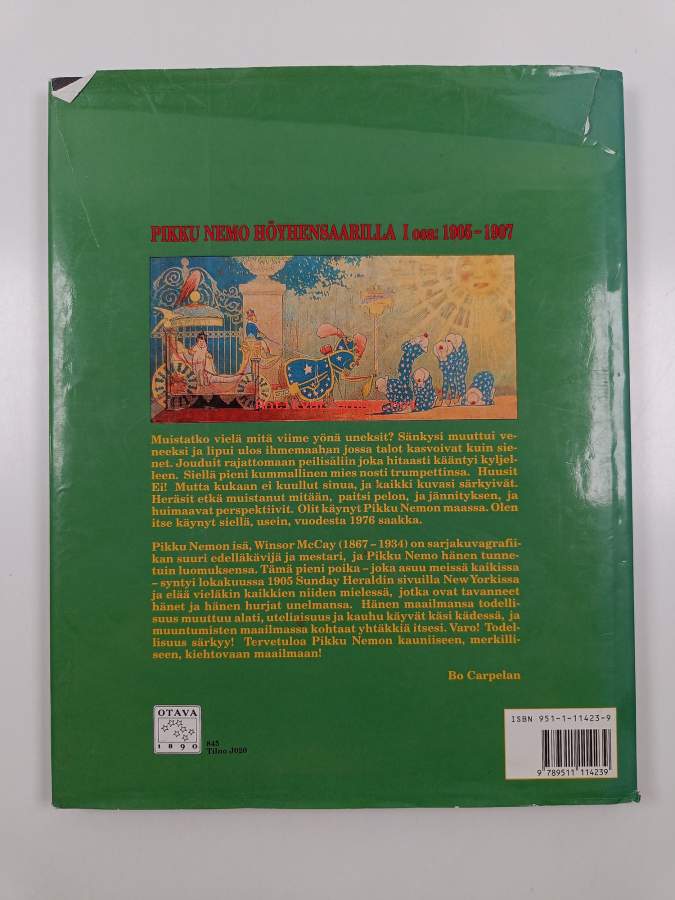 PIKKU NEMO HÖYHENSAARILLA I osa: 1905–1907
Muistatko vielä mitä viime yönä uneksit? Sänkysi muuttui ve-
neeksi ja lipui ulos ihmemaahan jossa talot kasvoivat kuin sie-
net. Jouduit rajattomaan peilisaliin joka hitaasti kääntyi kyljel-
leen. Siellä pieni kummallinen mies nosti trumpettinsa. Huusit
Ei! Mutta kukaan ei kuullut sinua, ja kaikki kuvasi särkyivät.
Heräsit etkä muistanut mitään, paitsi pelon, ja jännityksen, ja
huimaavat perspektiivit. Olit käynyt Pikku Nemon maassa. Olen
itse käynyt siellä, usein, vuodesta 1976 saakka.
Pikku Nemon isä, Winsor McCay (1867–1934) on sarjakuvagrafii-
kan suuri edelläkävijä ja mestari, ja Pikku Nemo hänen tunne-
tuin luomuksensa. Tämä pieni poika – joka asuu meissä kaikissa
– syntyi lokakuussa 1905 Sunday Heraldin sivuilla New Yorkissa
ja elää vieläkin kaikkien niiden mielessä, jotka ovat tavanneet
hänet ja hänen hurjat unelmansa. Hänen maailmansa todelli-
suus muuttuu alati, uteliaisuus ja kauhu käyvät käsi kädessä, ja
muuntumisten maailmassa kohtaat yhtäkkiä itsesi. Varo! Todel-
lisuus särkyy! Tervetuloa Pikku Nemon kauniiseen, merkilli-
seen, kiehtovaan maailmaan!
Bo Carpelan
OTAVA
1890
845
Tilno J020
ISBN 951-1-11423-9
9 789511 114239